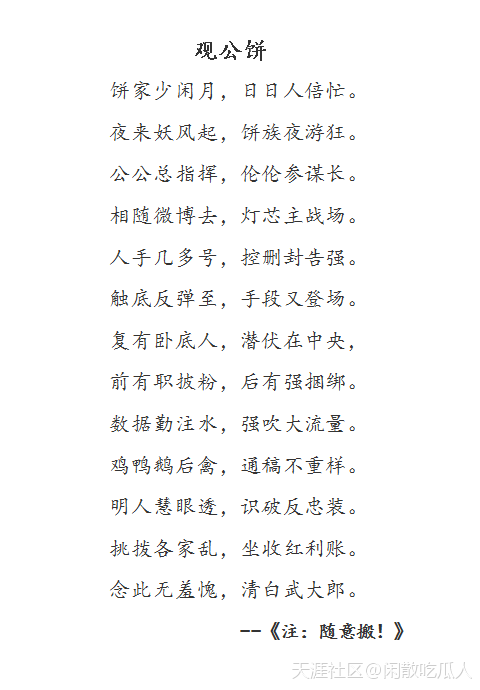 观公饼
饼家少闲月，日日人倍忙。
夜来妖风起，饼族夜游狂。
公公总指挥，伦伦参谋长。
相随微博去，灯芯主战场。
人手几多号，控删封告强。
触底反弹至，手段又登场。
复有卧底人，潜伏在中央，
前有职拔粉，后有强捆绑。
数据勤注水，强吹大流量。
鸡鸭鹅后禽，通稿不重样。
明人慧眼透，识破反忠装。
挑拨各家乱，坐收红利账。
念此无羞愧，清白武大郎。
--《注：随意搬！》
天涯社区@闲散吃瓜人